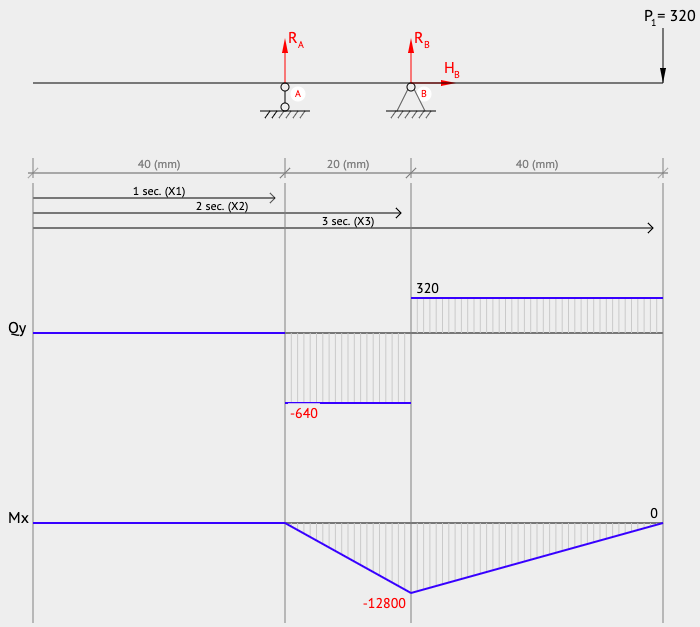 P1= 320
RA
RB
HB
A
B
40 (mm)
20 (mm)
40 (mm)
1 sec. (X1)
2 sec. (X2)
3 sec. (X3)
320
Qy
-640
0
Mx
-12800